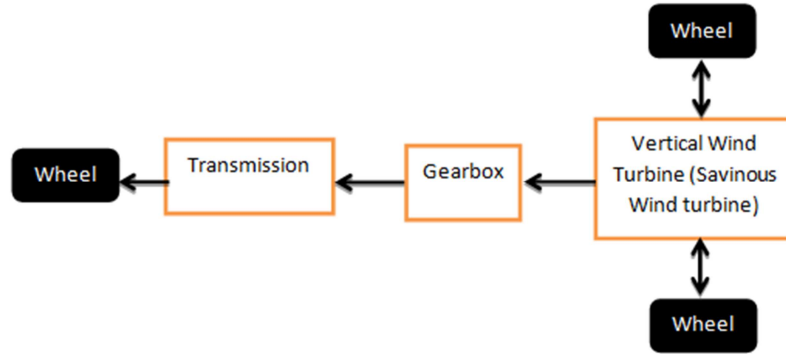 Wheel
Wheel
Transmission
Gearbox
Vertical Wind
Turbine (Savinous
Wind turbine)
Wheel